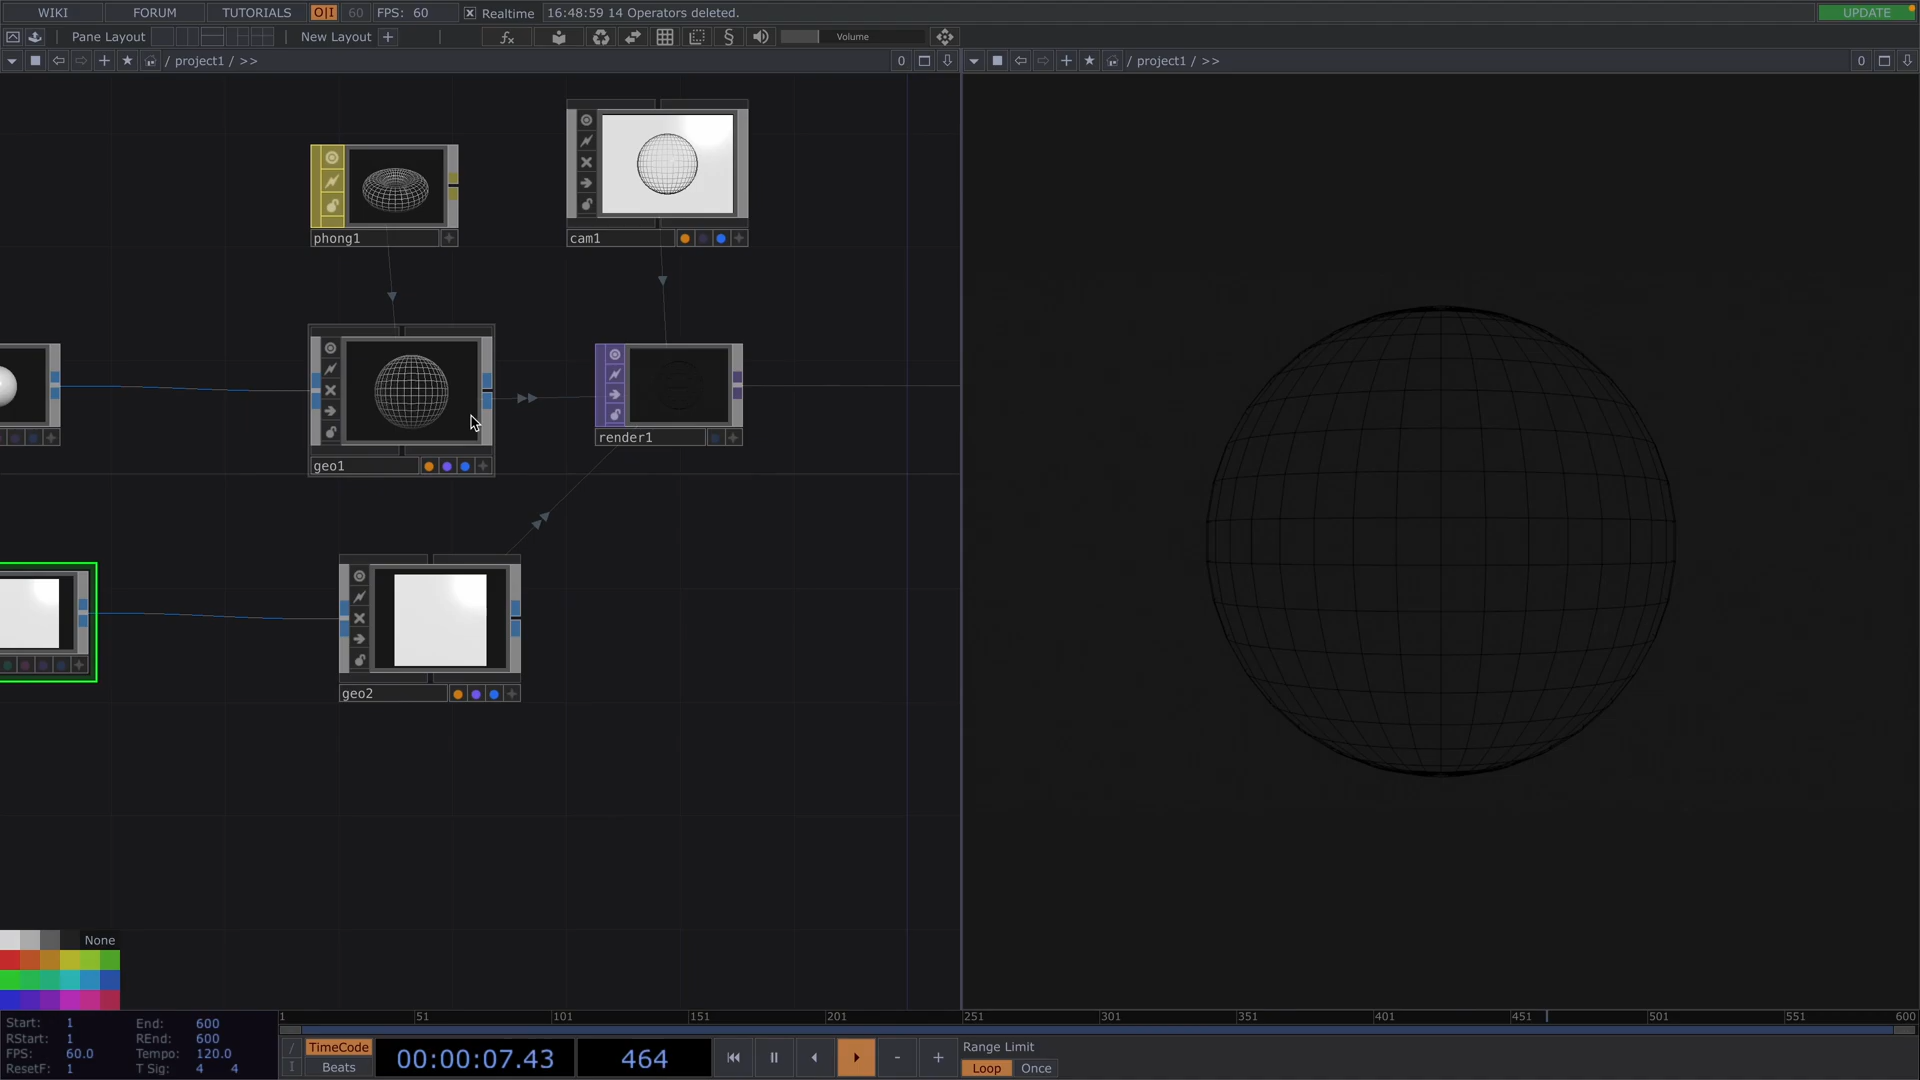 WIKI FORUM TUTORIALS O|I 60 FPS: 60 Realtime 16:48:59 14 Operators deleted. UPDATE
Pane Layout New Layout + Volume
/ project1 / >> 0 / project1 / >> 0
phong1
cam1
geo1
render1
geo2
None
Start: 1 End: 600
RStart: 1 REnd: 600
FPS: 60.0 Tempo: 120.0
ResetF: 1 T Sig: 4 4
1 51 101 151 201 251 301 351 401 451 501 551 600
TimeCode
Beats
00:00:07.43 464
Range Limit
Loop Once